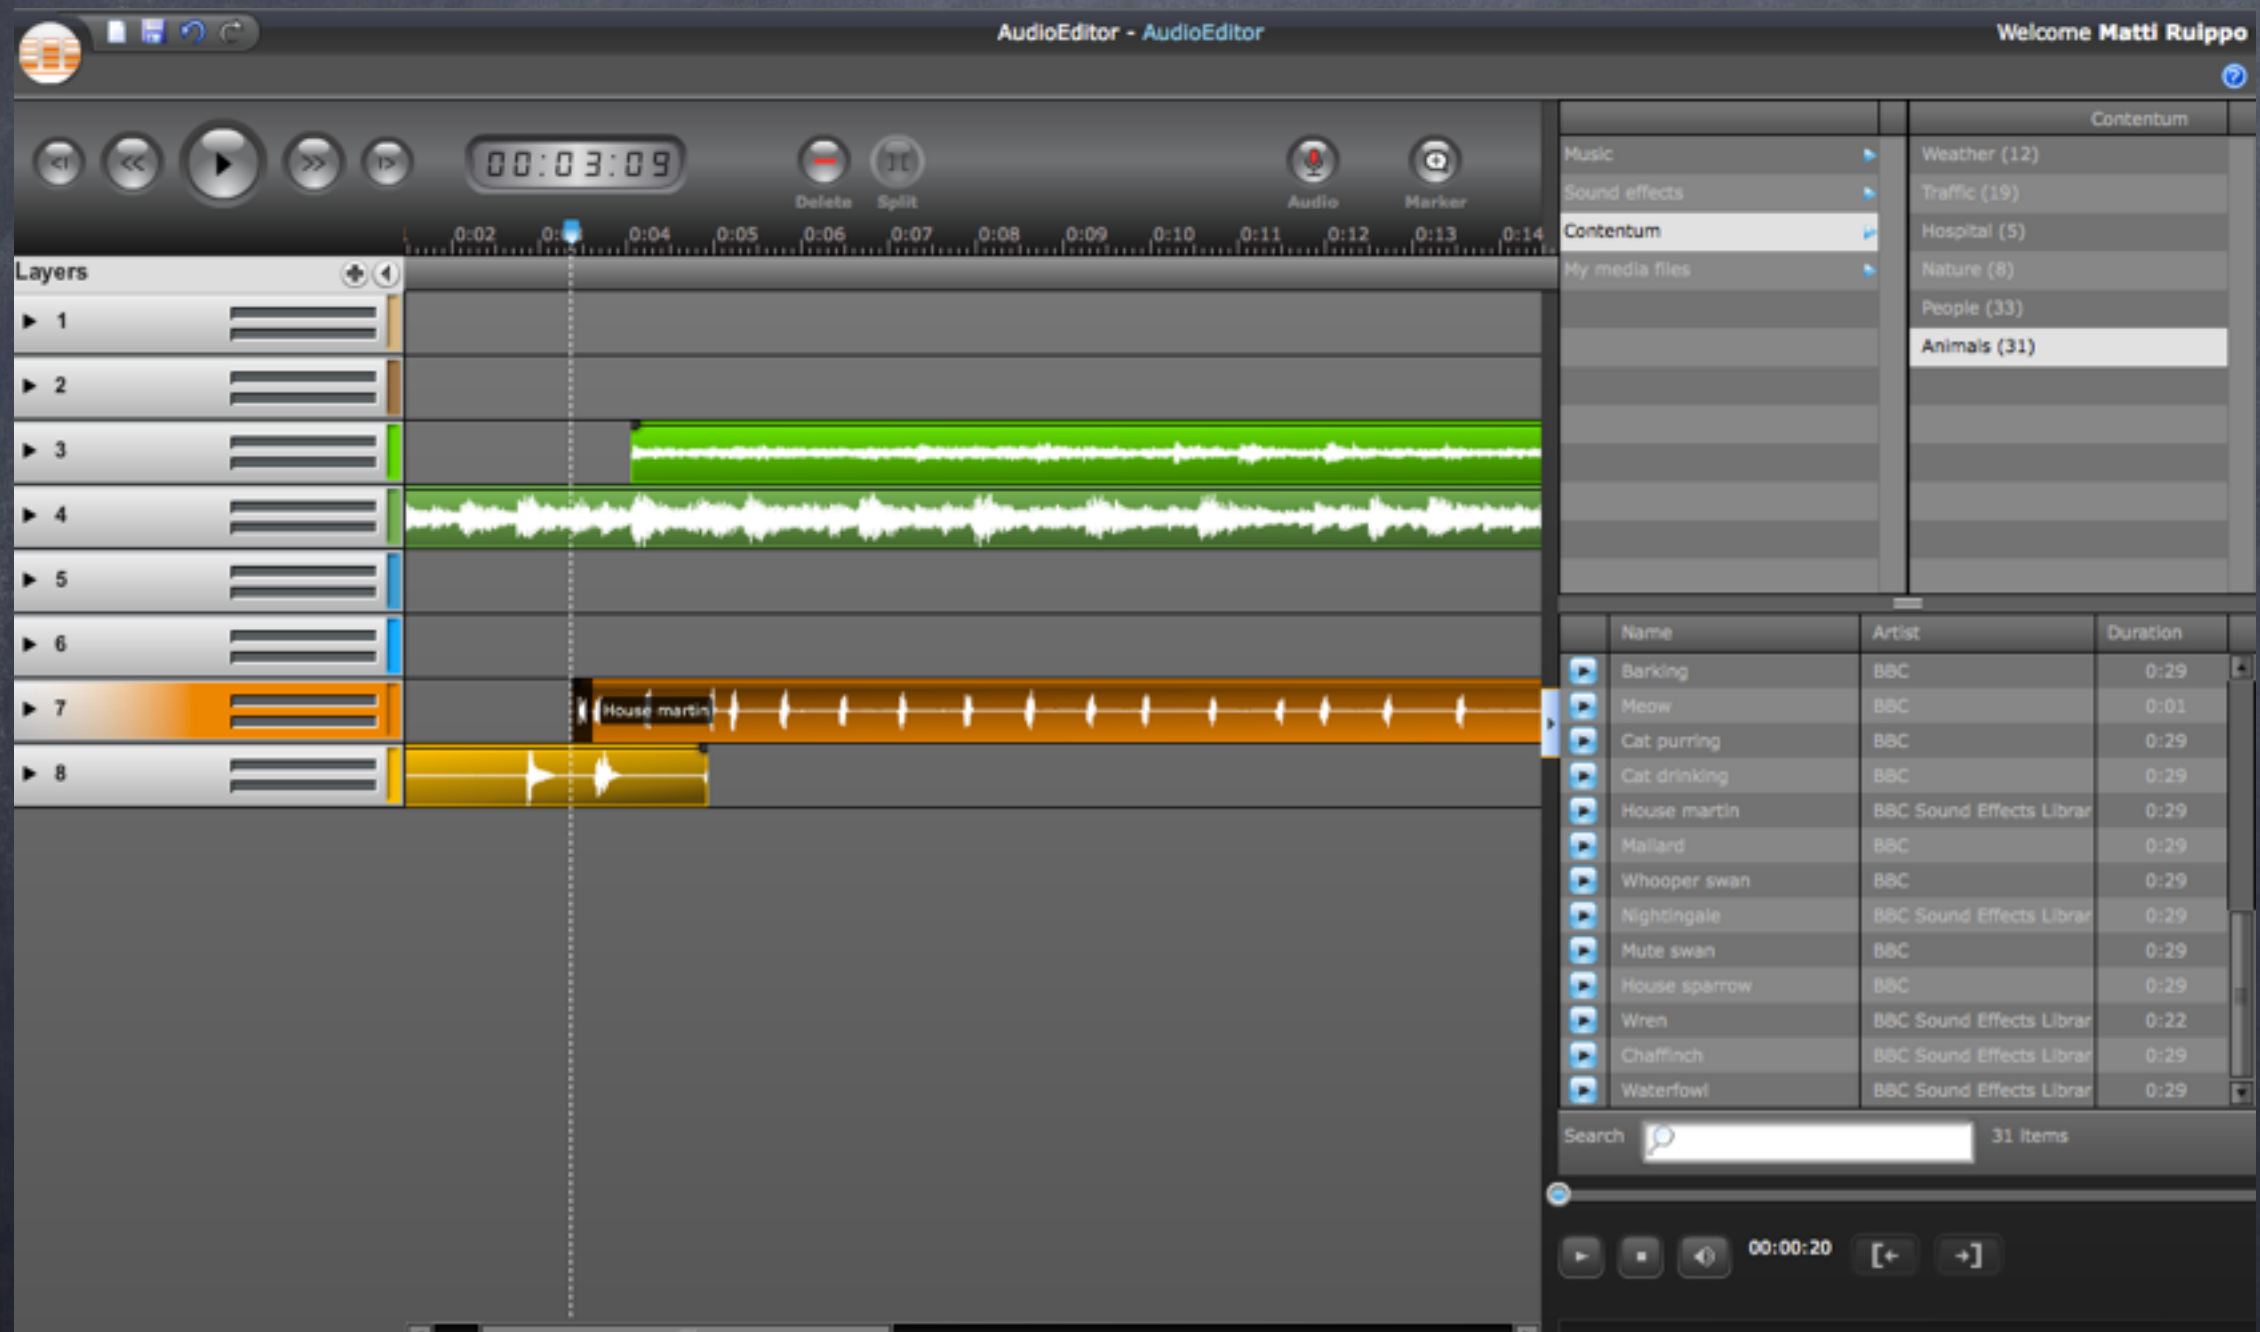 AudioEditor - AudioEditor
Welcome Matti Ruippo
00:03:09
Delete Split
Audio Marker
0:02 0:04 0:05 0:06 0:07 0:08 0:09 0:10 0:11 0:12 0:13 0:14
Layers
1
2
3
4
5
6
7 House martin
8
Contentum
Music Weather (12)
Sound effects Traffic (19)
Contentum Hospital (5)
My media files Nature (8)
People (33)
Animals (31)
Name Artist Duration
Barking BBC 0:29
Meow BBC 0:01
Cat purring BBC 0:29
Cat drinking BBC 0:29
House martin BBC Sound Effects Librar 0:29
Mallard BBC 0:29
Whooper swan BBC 0:29
Nightingale BBC Sound Effects Librar 0:29
Mute swan BBC 0:29
House sparrow BBC 0:29
Wren BBC Sound Effects Librar 0:22
Chaffinch BBC Sound Effects Librar 0:29
Waterfowl BBC Sound Effects Librar 0:29
Search 31 Items
00:00:20